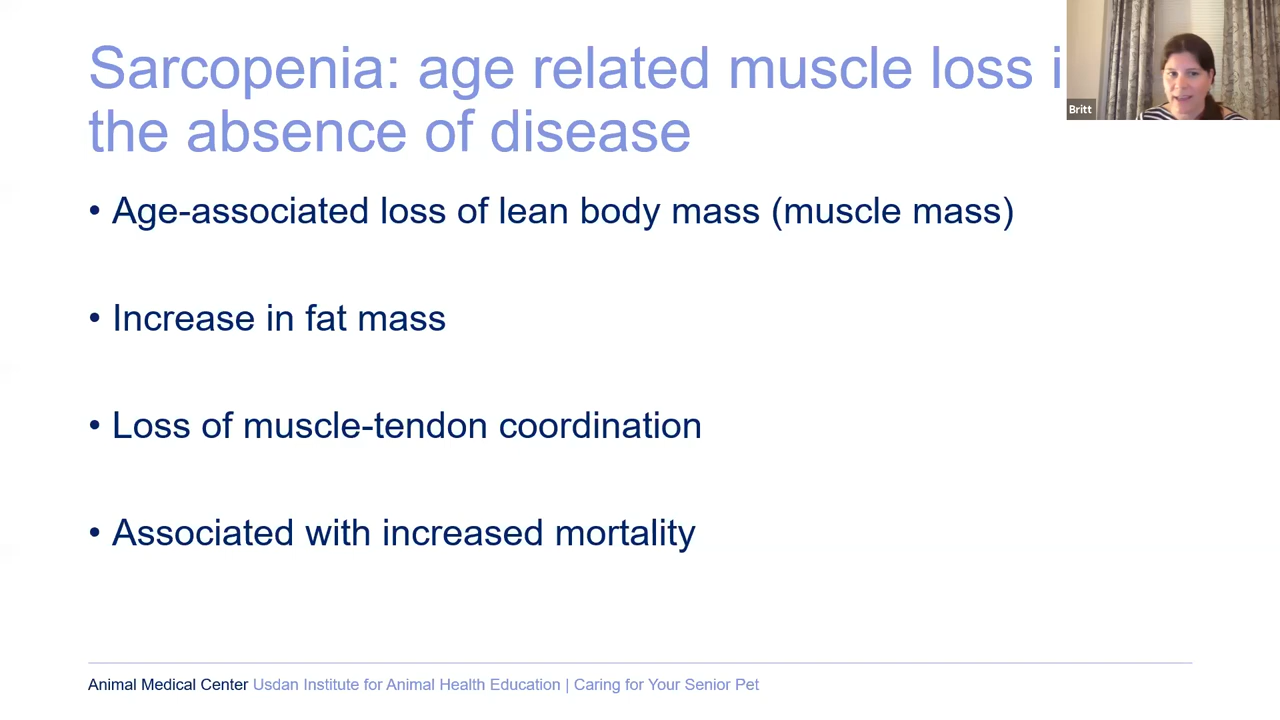 Sarcopenia: age related muscle loss i
the absence of disease
Britt
• Age-associated loss of lean body mass (muscle mass)
• Increase in fat mass
• Loss of muscle-tendon coordination
• Associated with increased mortality
Animal Medical Center Usdan Institute for Animal Health Education | Caring for Your Senior Pet